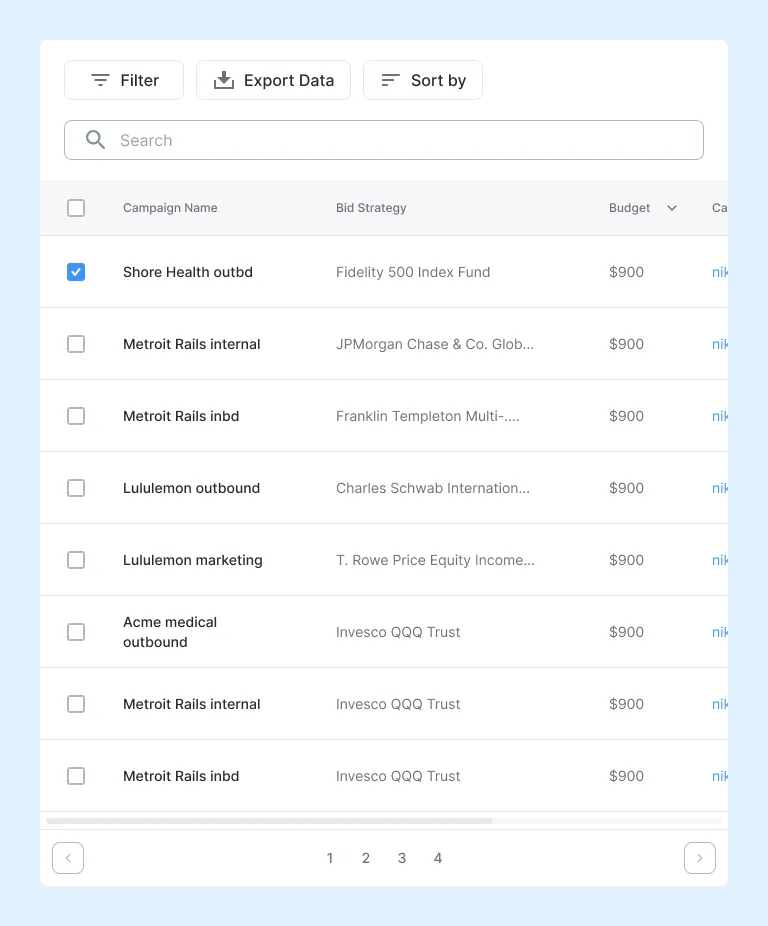 Filter Export Data Sort by
Search
Campaign Name Bid Strategy Budget Ca
Shore Health outbd Fidelity 500 Index Fund $900 nik
Metroit Rails internal JPMorgan Chase & Co. Glob... $900 nik
Metroit Rails inbd Franklin Templeton Multi-.... $900 nik
Lululemon outbound Charles Schwab Internation... $900 nik
Lululemon marketing T. Rowe Price Equity Income... $900 nik
Acme medical
outbound Invesco QQQ Trust $900 nik
Metroit Rails internal Invesco QQQ Trust $900 nik
Metroit Rails inbd Invesco QQQ Trust $900 nik
1 2 3 4